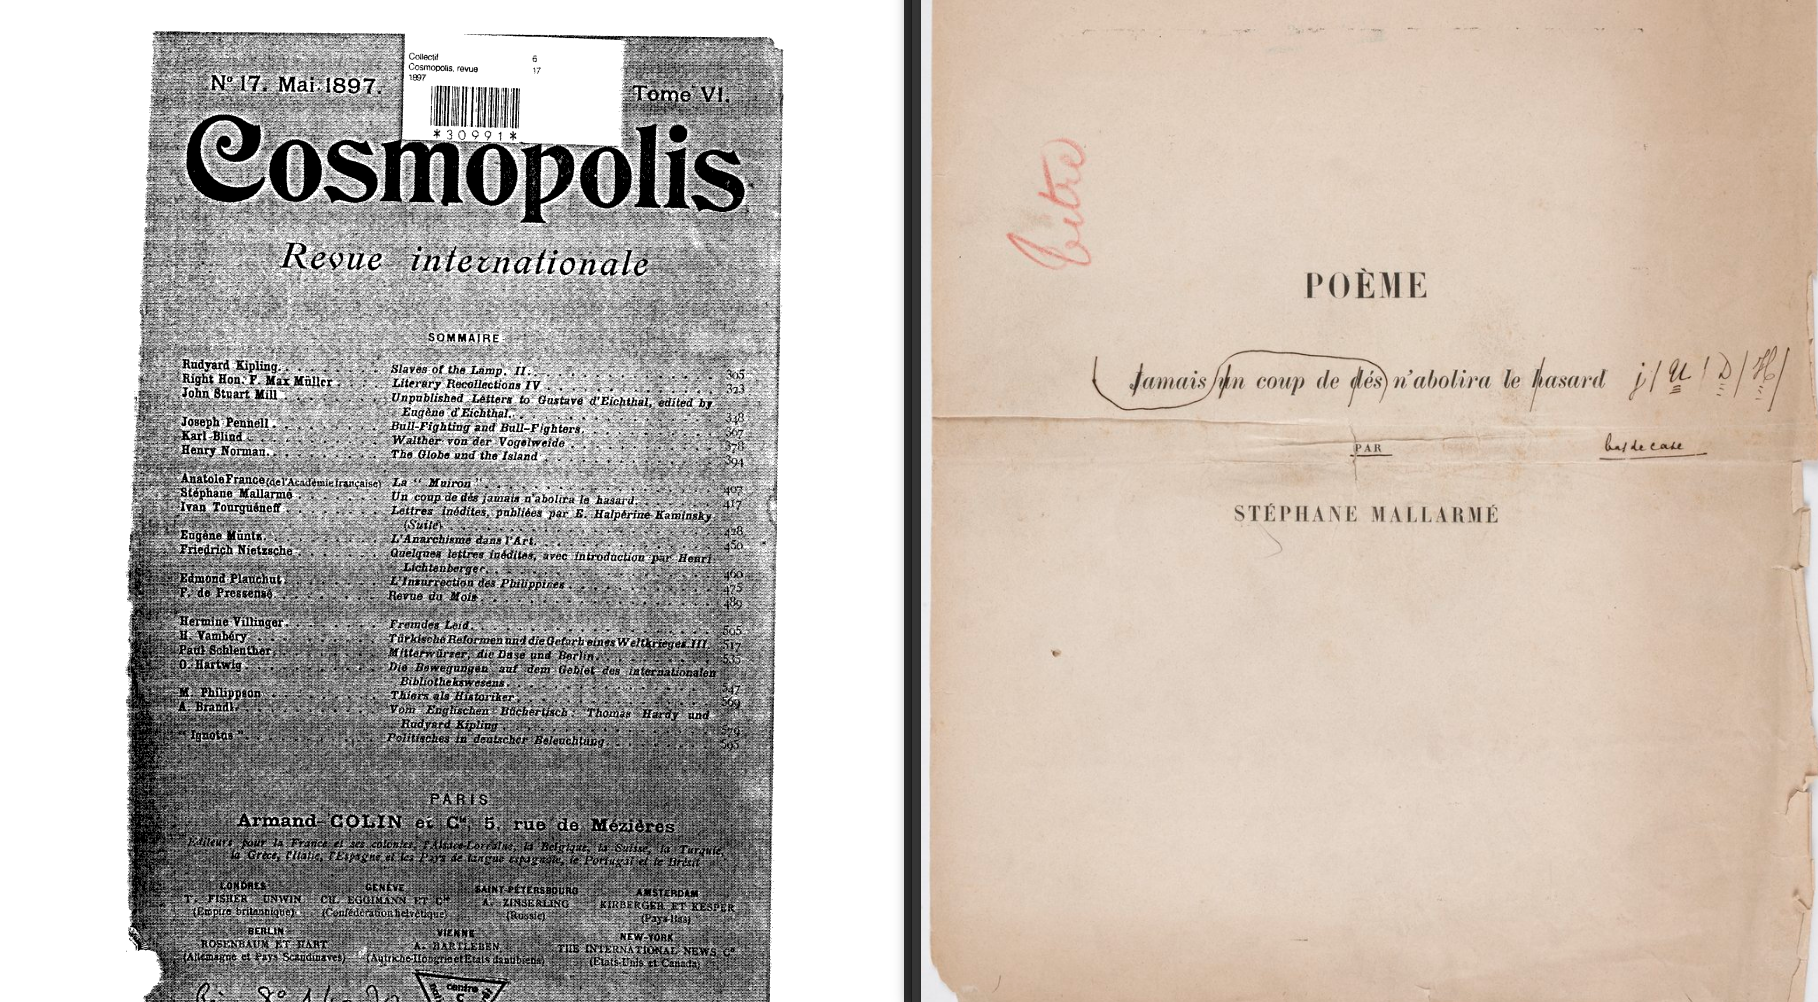 Collectif 6
Cosmopolis, revue 17
1897
*30991*
Nº 17. Mai 1897.
Tome VI.
Cosmopolis
Revue internationale
SOMMAIRE
Rudyard Kipling. Slaves of the Lamp. II. 305
Right Hon. F. Max Müller Literary Recollections IV 323
John Stuart Mill Unpublished Letters to Gustave d'Eichthal, edited by
Eugène d'Eichthal. 348
Joseph Pennell Bull-Fighting and Bull-Fighters. 367
Karl Blind Walther von der Vogelweide 378
Henry Norman. The Globe und the Island 394
Anatole France (de l'Académie française) La "Muiron" 407
Stéphane Mallarmé Un coup de dés jamais n'abolira le hasard 417
Ivan Tourguéneff Lettres inédites, publiées par E. Halpérine-Kaminsky
(Suite) 428
Eugène Müntz. L'Anarchisme dans l'Art. 450
Friedrich Nietzsche Quelques lettres inédites, avec introduction par Henri
Lichtenberger. 460
Edmond Plauchut L'Insurrection des Philippines 475
F. de Pressensé Revue du Mois 489
Hermine Villinger. Fremdes Leid. 505
H. Vambéry Türkische Reformen und die Gefahr eines Weltkrieges III. 517
Paul Schlenther. Mitterwürzer, die Duse und Berlin. 535
O. Hartwig Die Bewegungen auf dem Gebiet des internationalen
Bibliothekswesens. 547
M. Philippson Thiers als Historiker 569
A. Brandl. Vom Englischen Büchertisch: Thomas Hardy und
Rudyard Kipling 579
"Ignotus" Politisches in deutscher Beleuchtung 595
PARIS
Armand COLIN et Cie, 5, rue de Mézières
Editeurs pour la France et ses colonies, l'Alsace-Lorraine, la Belgique, la Suisse, la Turquie,
la Grèce, l'Italie, l'Espagne et les Pays de langue espagnole, le Portugal et le Brésil
LONDRES GENÈVE SAINT-PÉTERSBOURG AMSTERDAM
T. FISHER UNWIN CH. EGGIMANN ET Cie A. ZINSERLING KIRBERGER ET KESPER
(Empire britannique) (Confédération helvétique) (Russie) (Pays-Bas)
BERLIN VIENNE NEW-YORK
ROSENBAUM ET HART A. HARTLEBEN THE INTERNATIONAL NEWS Co
(Allemagne et Pays Scandinaves) (Autriche-Hongrie et Etats danubiens) (Etats-Unis et Canada)
centre
titre
POÈME
Jamais un coup de dés n'abolira le hasard j/ U / D / H/
PAR bas de casse
STÉPHANE MALLARMÉ